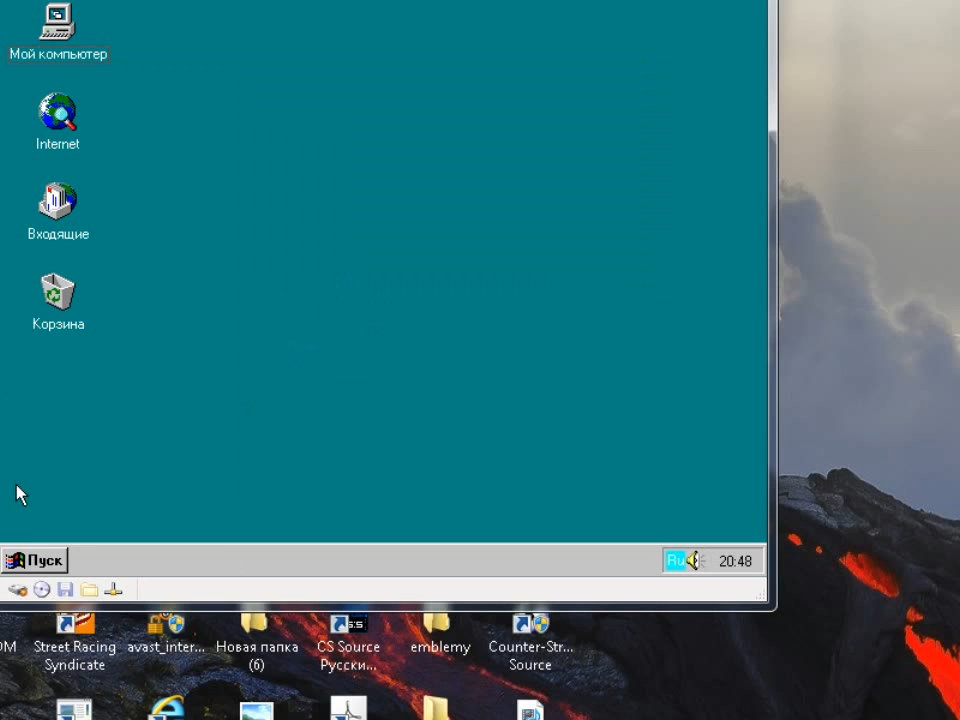 Мой компьютер
Internet
Входящие
Корзина
Пуск
Ru
20:48
OM
Street Racing
Syndicate
avast_inter...
Новая папка
(6)
CS Source
Русски...
emblemy
Counter-Str...
Source